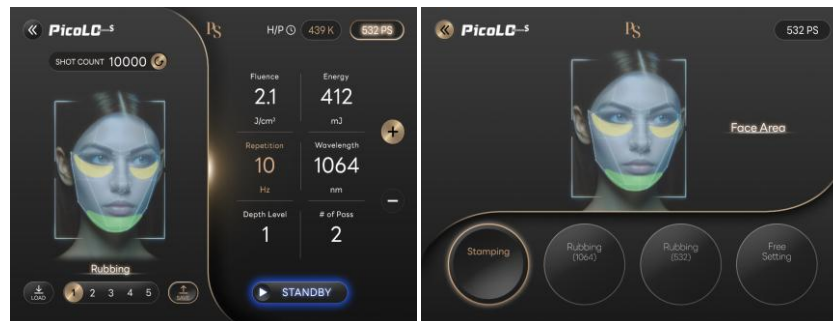 PicoLC-S
PS
H/P 439 K 532 PS
SHOT COUNT 10000
Fluence
2.1
J/cm²
Energy
412
mJ
Repetition
10
Hz
Wavelength
1064
nm
Depth Level
1
# of Pass
2
+
−
Rubbing
LOAD
1 2 3 4 5
SAVE
STANDBY
PicoLC-S
PS
532 PS
Face Area
Stamping
Rubbing
(1064)
Rubbing
(532)
Free
Setting